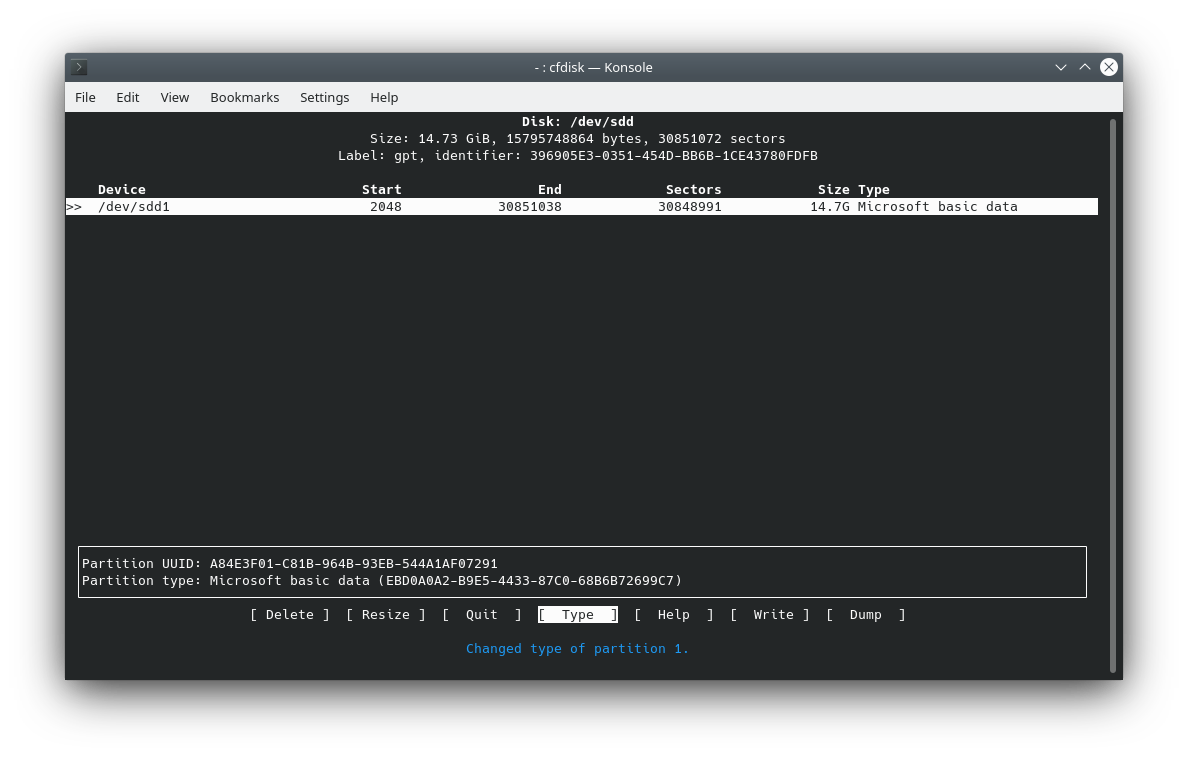 - : cfdisk — Konsole
File Edit View Bookmarks Settings Help
Disk: /dev/sdd
Size: 14.73 GiB, 15795748864 bytes, 30851072 sectors
Label: gpt, identifier: 396905E3-0351-454D-BB6B-1CE43780FDFB
Device Start End Sectors Size Type
>> /dev/sdd1 2048 30851038 30848991 14.7G Microsoft basic data
Partition UUID: A84E3F01-C81B-964B-93EB-544A1AF07291
Partition type: Microsoft basic data (EBD0A0A2-B9E5-4433-87C0-68B6B72699C7)
[ Delete ] [ Resize ] [ Quit ] [ Type ] [ Help ] [ Write ] [ Dump ]
Changed type of partition 1.